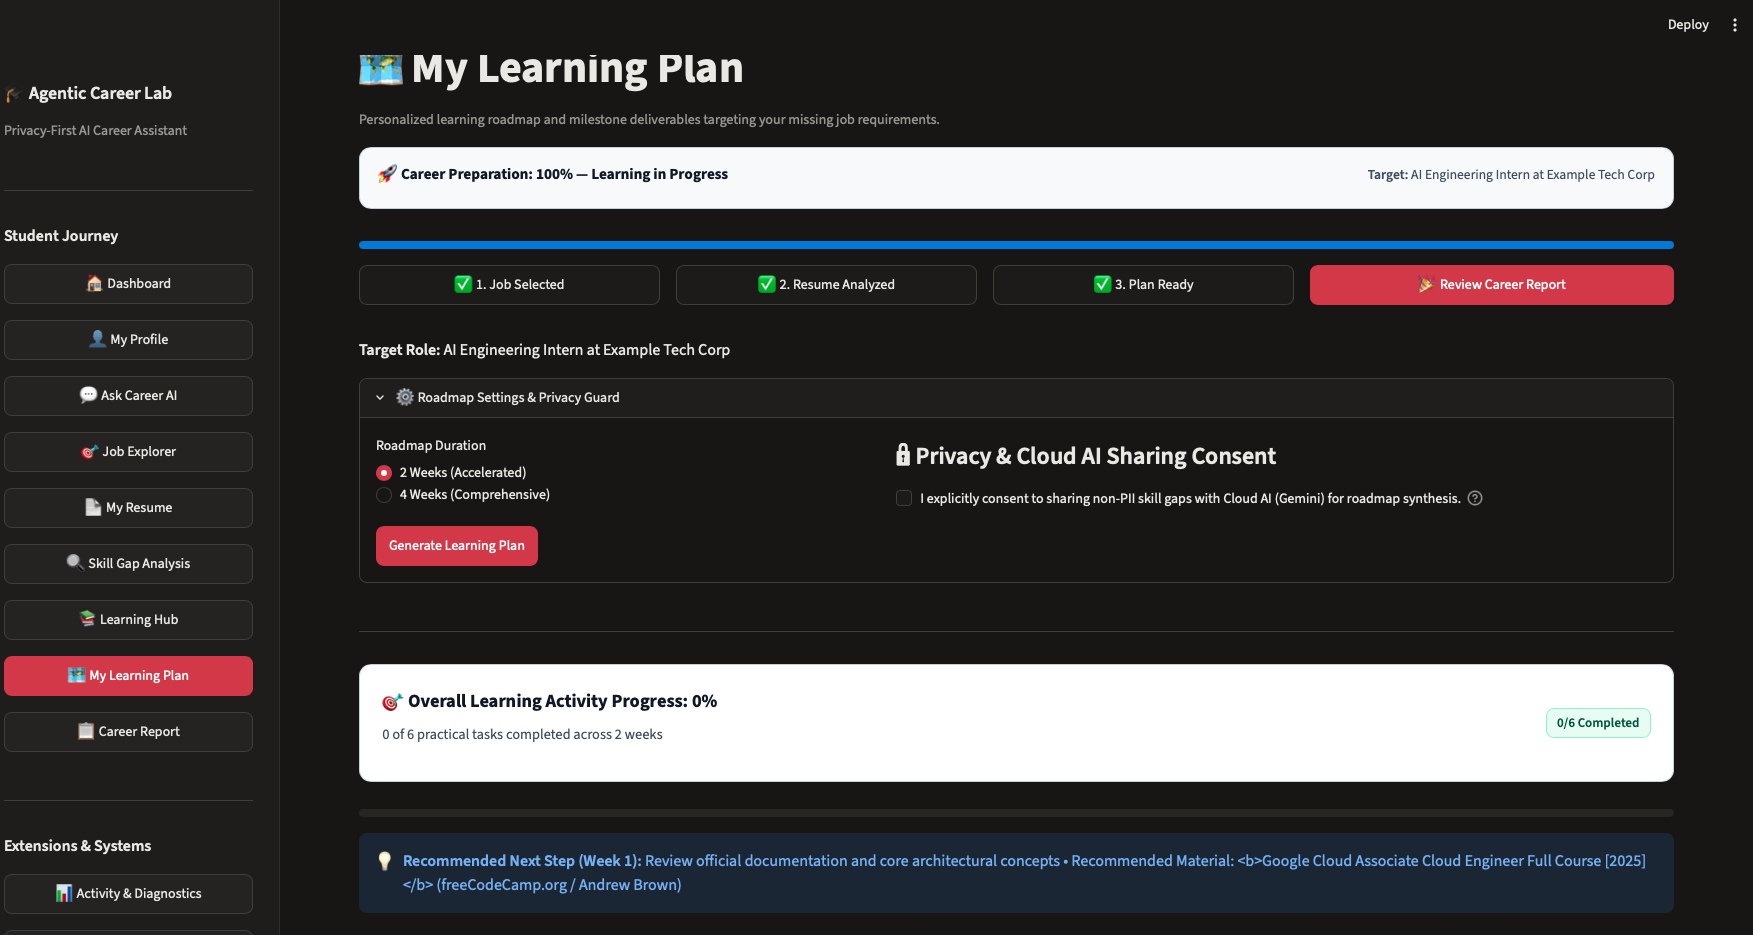 Deploy
Agentic Career Lab
Privacy-First AI Career Assistant
Student Journey
Dashboard
My Profile
Ask Career AI
Job Explorer
My Resume
Skill Gap Analysis
Learning Hub
My Learning Plan
Career Report
Extensions & Systems
Activity & Diagnostics
My Learning Plan
Personalized learning roadmap and milestone deliverables targeting your missing job requirements.
Career Preparation: 100% — Learning in Progress
Target: AI Engineering Intern at Example Tech Corp
1. Job Selected
2. Resume Analyzed
3. Plan Ready
Review Career Report
Target Role: AI Engineering Intern at Example Tech Corp
Roadmap Settings & Privacy Guard
Roadmap Duration
2 Weeks (Accelerated)
4 Weeks (Comprehensive)
Generate Learning Plan
Privacy & Cloud AI Sharing Consent
I explicitly consent to sharing non-PII skill gaps with Cloud AI (Gemini) for roadmap synthesis.
Overall Learning Activity Progress: 0%
0 of 6 practical tasks completed across 2 weeks
0/6 Completed
Recommended Next Step (Week 1): Review official documentation and core architectural concepts • Recommended Material: <b>Google Cloud Associate Cloud Engineer Full Course [2025]
</b> (freeCodeCamp.org / Andrew Brown)